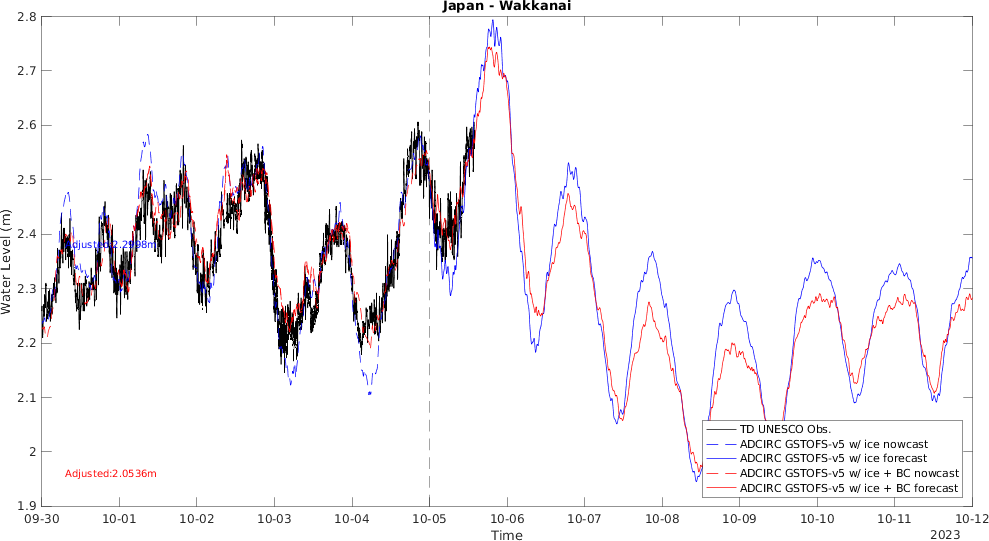 Japan - Wakkanai
Water Level (m)
2.8
2.7
2.6
2.5
2.4
2.3
2.2
2.1
2
1.9
Adjusted:2.2998m
Adjusted:2.0536m
TD UNESCO Obs.
ADCIRC GSTOFS-v5 w/ ice nowcast
ADCIRC GSTOFS-v5 w/ ice forecast
ADCIRC GSTOFS-v5 w/ ice + BC nowcast
ADCIRC GSTOFS-v5 w/ ice + BC forecast
09-30 10-01 10-02 10-03 10-04 10-05 10-06 10-07 10-08 10-09 10-10 10-11 10-12
Time
2023